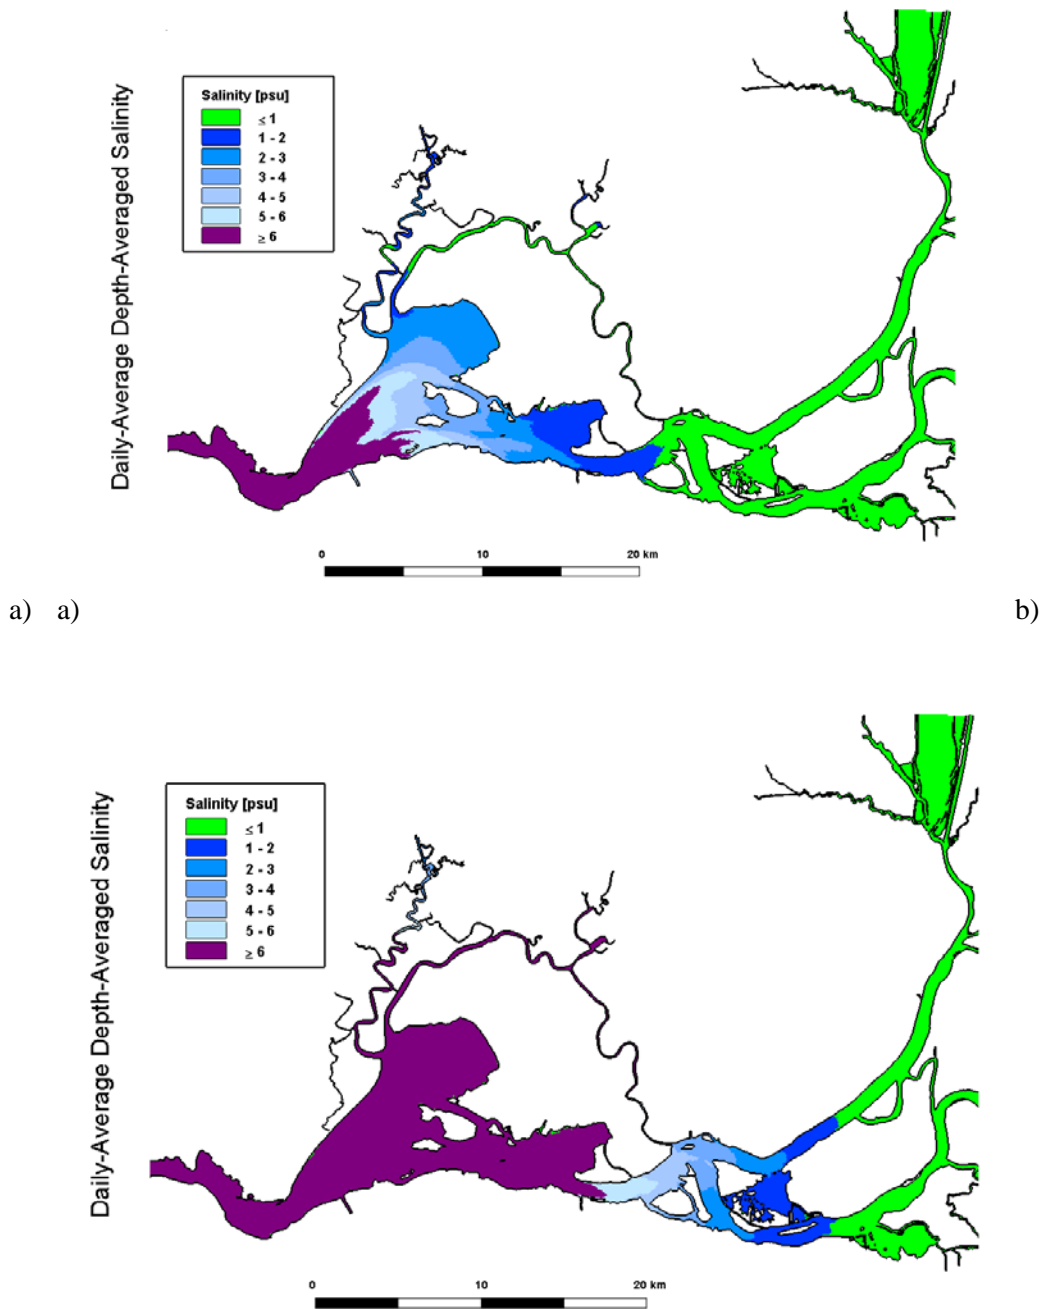 Daily-Average Depth-Averaged Salinity
Salinity [psu]
≤ 1
1 - 2
2 - 3
3 - 4
4 - 5
5 - 6
≥ 6
0 10 20 km
a) a) b)
Daily-Average Depth-Averaged Salinity
Salinity [psu]
≤ 1
1 - 2
2 - 3
3 - 4
4 - 5
5 - 6
≥ 6
0 10 20 km